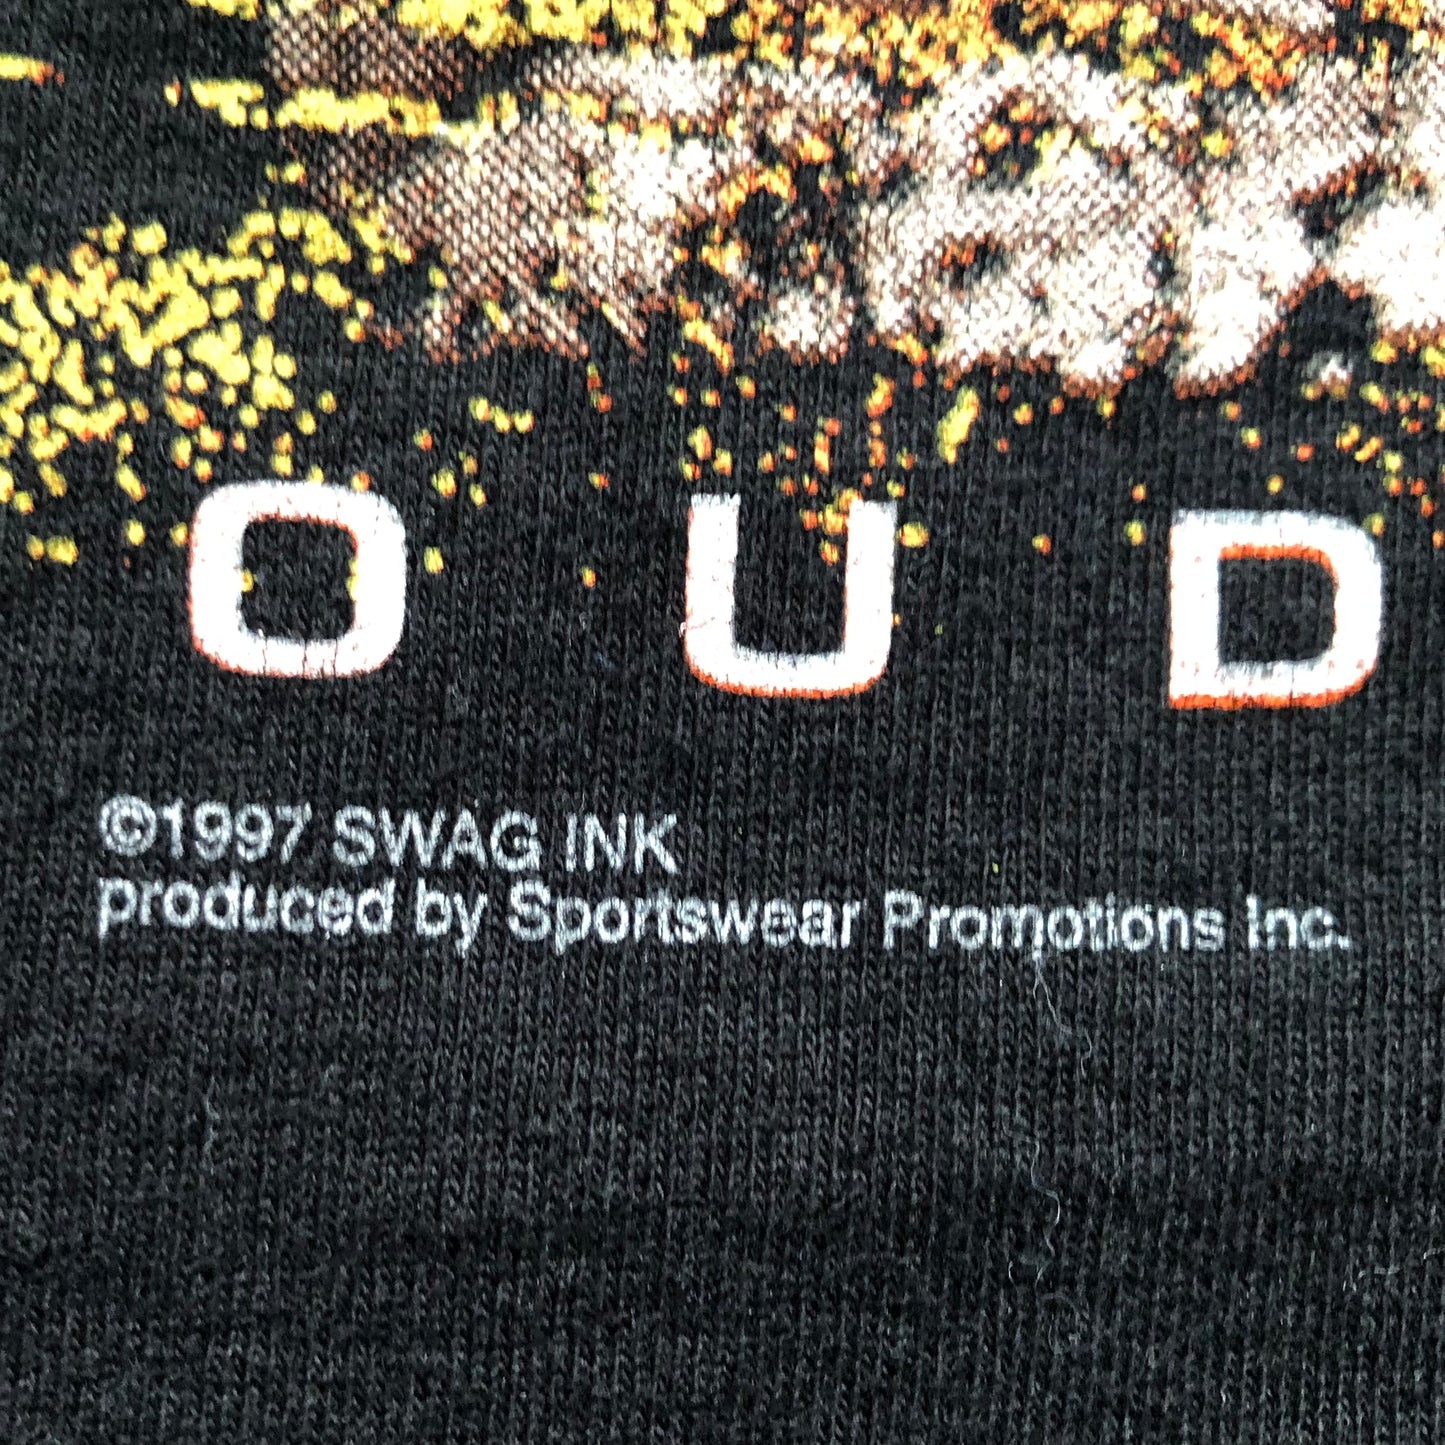 O U D
©1997 SWAG INK
produced by Sportswear Promotions Inc.